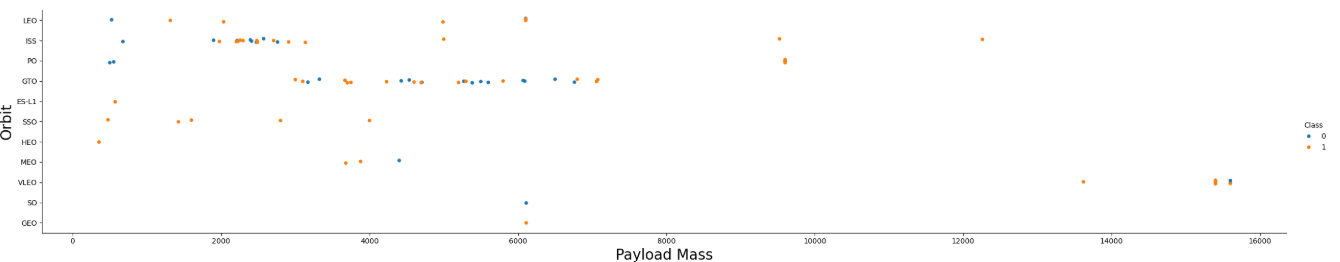 Orbit
LEO
ISS
PO
GTO
ES-L1
SSO
HEO
MEO
VLEO
SO
GEO
0 2000 4000 6000 8000 10000 12000 14000 16000
Payload Mass
Class
0
1